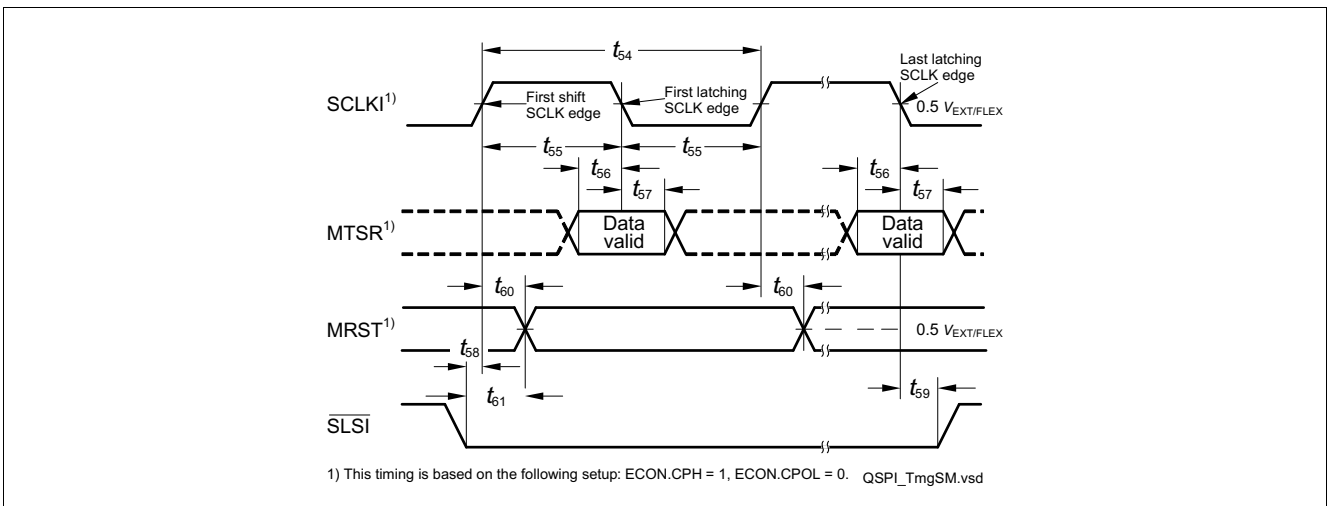 t54
SCLKI1)
First shift
SCLK edge
First latching
SCLK edge
Last latching
SCLK edge
0.5 VEXT/FLEX
t55
t55
t56
t57
t56
t57
MTSR1)
Data
valid
Data
valid
t60
t60
MRST1)
0.5 VEXT/FLEX
t58
t61
t59
SLSI
1) This timing is based on the following setup: ECON.CPH = 1, ECON.CPOL = 0.
QSPI_TmgSM.vsd